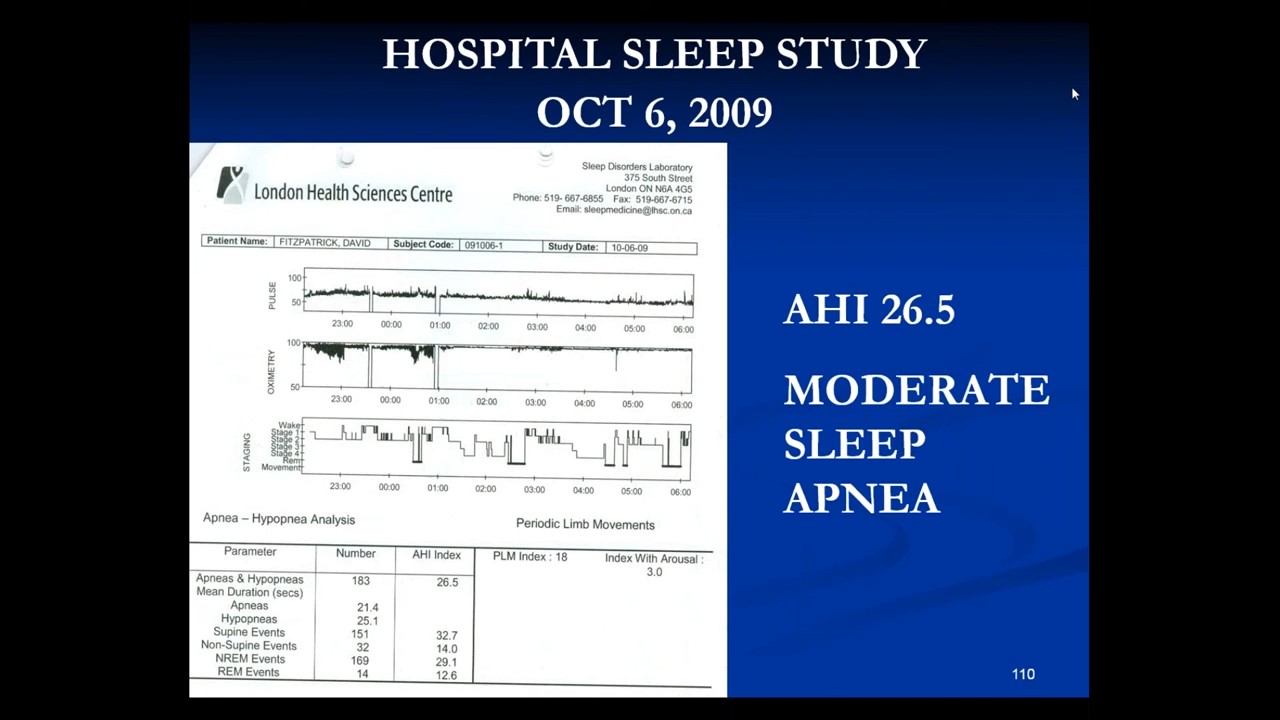 HOSPITAL SLEEP STUDY
OCT 6, 2009
London Health Sciences Centre
Sleep Disorders Laboratory
375 South Street
London ON N6A 4G5
Phone: 519- 667-6855 Fax: 519-667-6715
Email: sleepmedicine@lhsc.on.ca
Patient Name: FITZPATRICK, DAVID Subject Code: 091006-1 Study Date: 10-06-09
PULSE
100
50
23:00 00:00 01:00 02:00 03:00 04:00 05:00 06:00
OXIMETRY
100
50
23:00 00:00 01:00 02:00 03:00 04:00 05:00 06:00
STAGING
Wake
Stage 1
Stage 2
Stage 3
Stage 4
Rem
Movement
23:00 00:00 01:00 02:00 03:00 04:00 05:00 06:00
Apnea – Hypopnea Analysis
Periodic Limb Movements
Parameter Number AHI Index
Apneas & Hypopneas 183 26.5
Mean Duration (secs)
Apneas 21.4
Hypopneas 25.1
Supine Events 151 32.7
Non-Supine Events 32 14.0
NREM Events 169 29.1
REM Events 14 12.6
PLM Index : 18 Index With Arousal :
3.0
AHI 26.5
MODERATE
SLEEP
APNEA
110